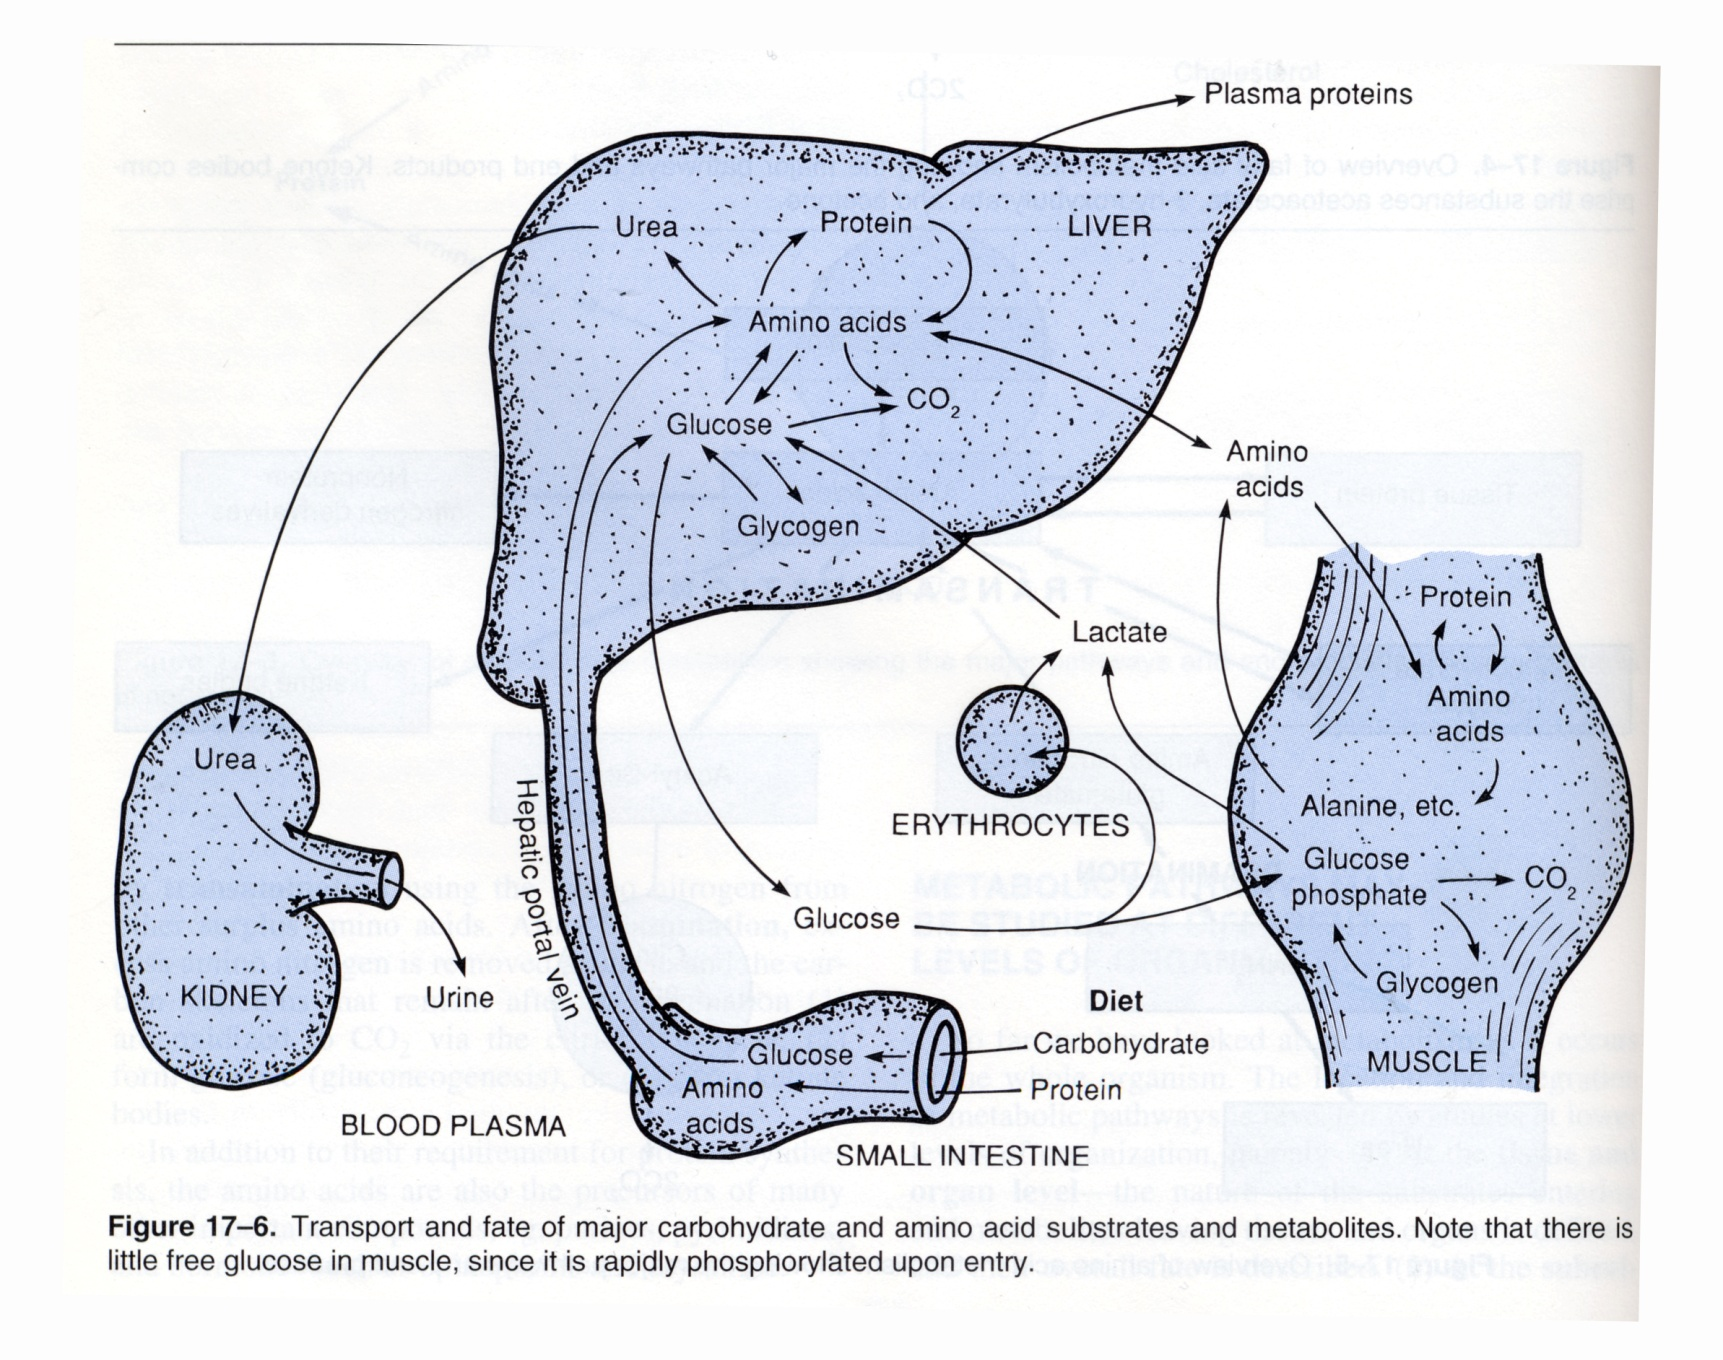 Plasma proteins
LIVER
Urea
Protein
Amino acids
CO2
Glucose
Glycogen
Amino
acids
Lactate
ERYTHROCYTES
Glucose
Protein
Amino
acids
Alanine, etc.
Glucose
phosphate
CO2
Glycogen
MUSCLE
Urea
KIDNEY
Urine
Hepatic portal vein
BLOOD PLASMA
Diet
Carbohydrate
Protein
Glucose
Amino
acids
SMALL INTESTINE
Figure 17–6. Transport and fate of major carbohydrate and amino acid substrates and metabolites. Note that there is
little free glucose in muscle, since it is rapidly phosphorylated upon entry.